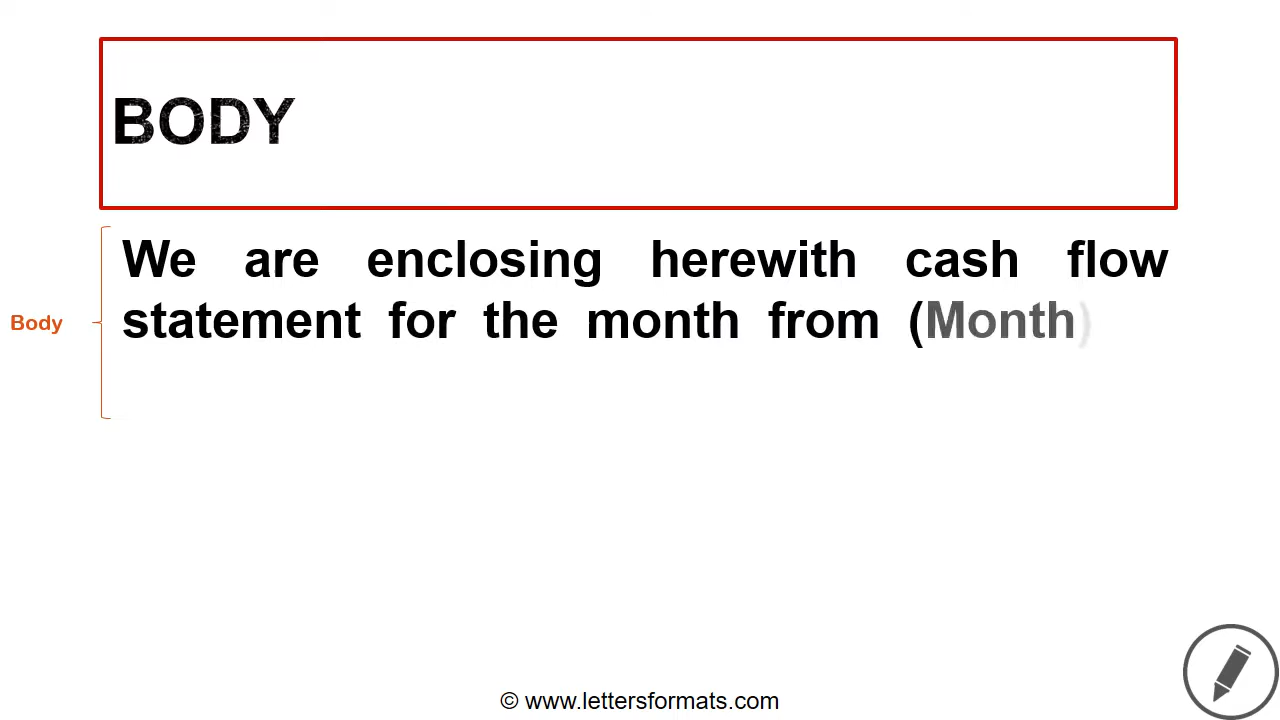 BODY
We are enclosing herewith cash flow
Body
statement for the month from (Month)
© www.lettersformats.com